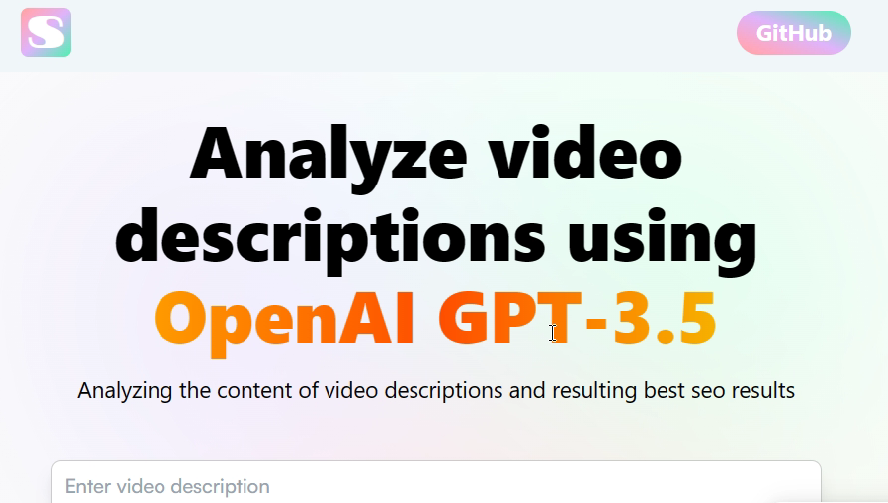 S
GitHub
Analyze video
descriptions using
OpenAI GPT-3.5
Analyzing the content of video descriptions and resulting best seo results
Enter video description